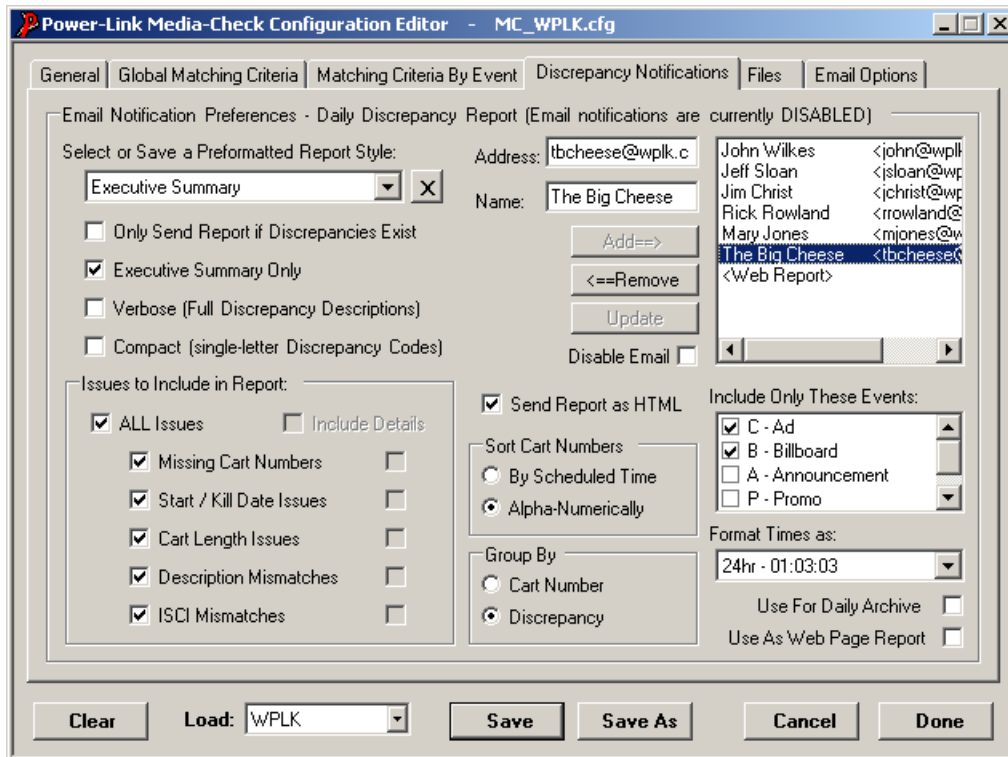 Power-Link Media-Check Configuration Editor - MC_WPLK.cfg
General
Global Matching Criteria
Matching Criteria By Event
Discrepancy Notifications
Files
Email Options
Email Notification Preferences - Daily Discrepancy Report (Email notifications are currently DISABLED)
Select or Save a Preformatted Report Style:
Executive Summary
X
Only Send Report if Discrepancies Exist
Executive Summary Only
Verbose (Full Discrepancy Descriptions)
Compact (single-letter Discrepancy Codes)
Address: tbcheese@wplk.c
Name: The Big Cheese
Add==>
<==Remove
Update
Disable Email
John Wilkes <john@wplk
Jeff Sloan <jsloan@wp
Jim Christ <jchrist@wp
Rick Rowland <rrowland@
Mary Jones <mjones@w
The Big Cheese <tbcheese@
<Web Report>
Issues to Include in Report:
ALL Issues
Include Details
Missing Cart Numbers
Start / Kill Date Issues
Cart Length Issues
Description Mismatches
ISCI Mismatches
Send Report as HTML
Sort Cart Numbers
By Scheduled Time
Alpha-Numerically
Group By
Cart Number
Discrepancy
Include Only These Events:
C - Ad
B - Billboard
A - Announcement
P - Promo
Format Times as:
24hr - 01:03:03
Use For Daily Archive
Use As Web Page Report
Clear
Load: WPLK
Save
Save As
Cancel
Done